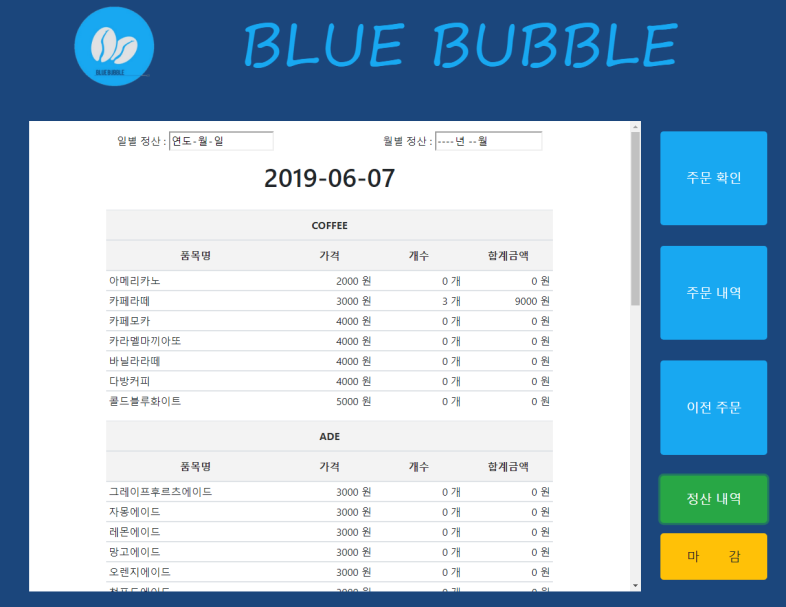 BLUE BUBBLE
일별 정산 : 연도-월-일 월별 정산 : ----년 --월
2019-06-07
COFFEE
품목명 가격 개수 합계금액
아메리카노 2000 원 0 개 0 원
카페라떼 3000 원 3 개 9000 원
카페모카 4000 원 0 개 0 원
카라멜마끼아또 4000 원 0 개 0 원
바닐라라떼 4000 원 0 개 0 원
다방커피 4000 원 0 개 0 원
콜드블루화이트 5000 원 0 개 0 원
ADE
품목명 가격 개수 합계금액
그레이프후르츠에이드 3000 원 0 개 0 원
자몽에이드 3000 원 0 개 0 원
레몬에이드 3000 원 0 개 0 원
망고에이드 3000 원 0 개 0 원
오렌지에이드 3000 원 0 개 0 원
주문 확인
주문 내역
이전 주문
정산 내역
마 감